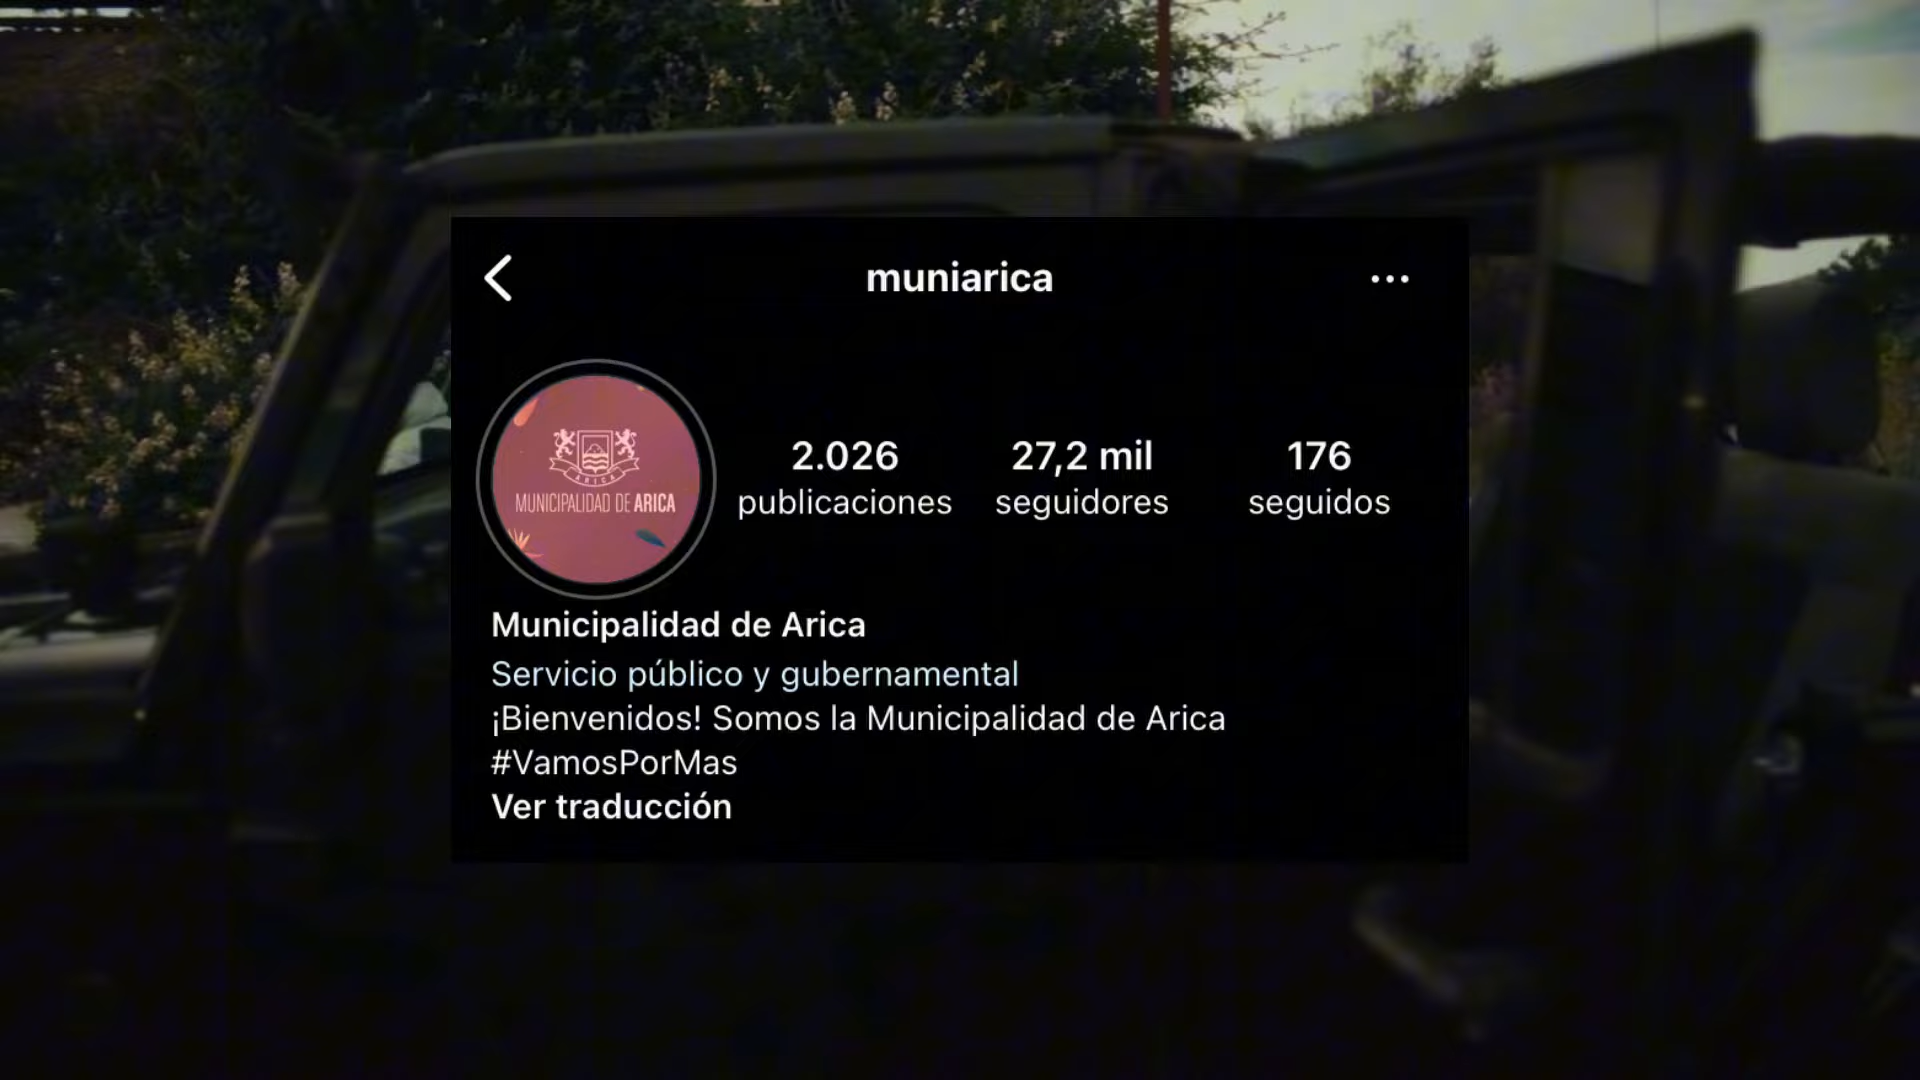 muniarica
ARICA
MUNICIPALIDAD DE ARICA
2.026 27,2 mil 176
publicaciones seguidores seguidos
Municipalidad de Arica
Servicio público y gubernamental
¡Bienvenidos! Somos la Municipalidad de Arica
#VamosPorMas
Ver traducción